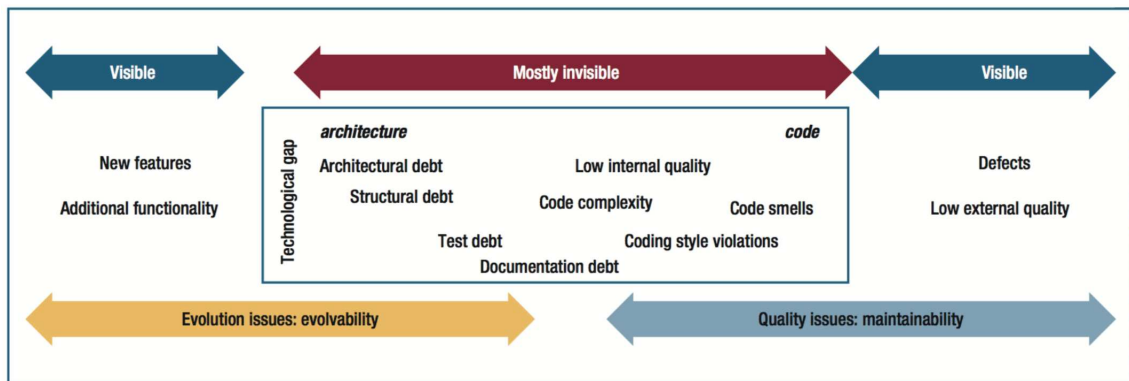 Visible
Mostly invisible
Visible
architecture
code
Technological gap
New features
Architectural debt
Low internal quality
Defects
Additional functionality
Structural debt
Code complexity
Code smells
Low external quality
Test debt
Coding style violations
Documentation debt
Evolution issues: evolvability
Quality issues: maintainability